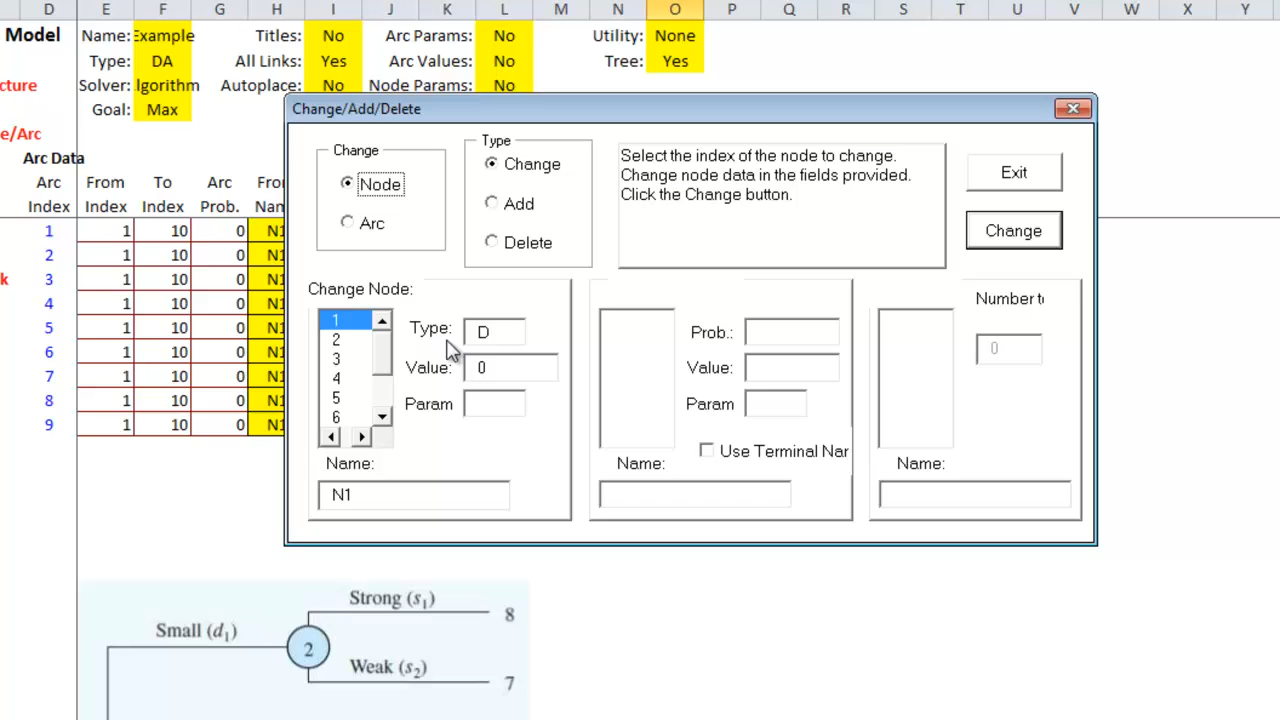 D E F G H I J K L M N O P Q R S T U V W X Y
Model Name: Example Titles: No Arc Params: No Utility: None
Type: DA All Links: Yes Arc Values: No Tree: Yes
cture Solver: lgorithm Autoplace: No Node Params: No
Goal: Max
e/Arc
Arc Data
Arc From To Arc Fro
Index Index Index Prob. Nam
1 1 10 0 N1
2 1 10 0 N1
k 3 1 10 0 N1
4 1 10 0 N1
5 1 10 0 N1
6 1 10 0 N1
7 1 10 0 N1
8 1 10 0 N1
9 1 10 0 N1
Change/Add/Delete
Change
Node
Arc
Type
Change
Add
Delete
Select the index of the node to change.
Change node data in the fields provided.
Click the Change button.
Exit
Change
Change Node:
1
2
3
4
5
6
Type: D
Value: 0
Param
Name:
N1
Prob.:
Value:
Param
Use Terminal Nar
Name:
Number to
0
Name:
Small (d1)
2
Strong (s1) 8
Weak (s2) 7